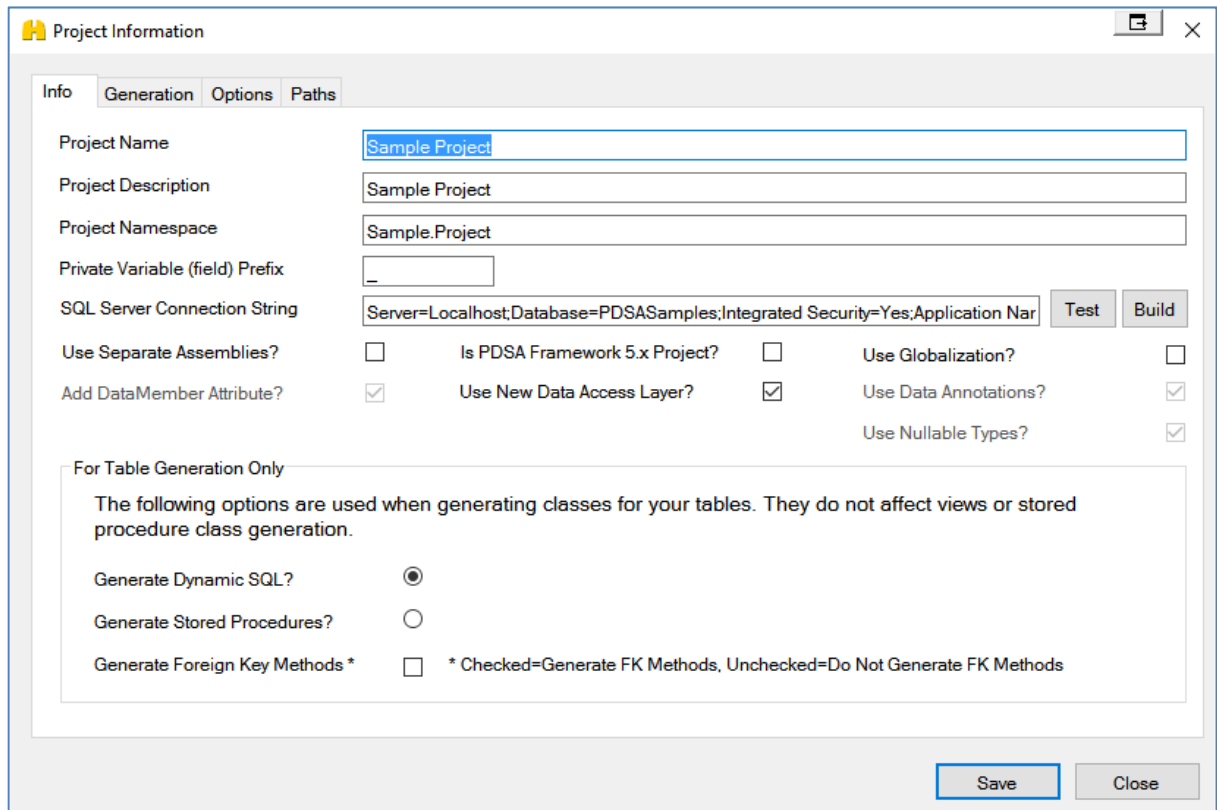 Project Information
Info Generation Options Paths
Project Name Sample Project
Project Description Sample Project
Project Namespace Sample.Project
Private Variable (field) Prefix _
SQL Server Connection String Server=Localhost;Database=PDSASamples;Integrated Security=Yes;Application Nar Test Build
Use Separate Assemblies? Is PDSA Framework 5.x Project? Use Globalization?
Add DataMember Attribute? Use New Data Access Layer? Use Data Annotations?
Use Nullable Types?
For Table Generation Only
The following options are used when generating classes for your tables. They do not affect views or stored
procedure class generation.
Generate Dynamic SQL?
Generate Stored Procedures?
Generate Foreign Key Methods * * Checked=Generate FK Methods, Unchecked=Do Not Generate FK Methods
Save Close